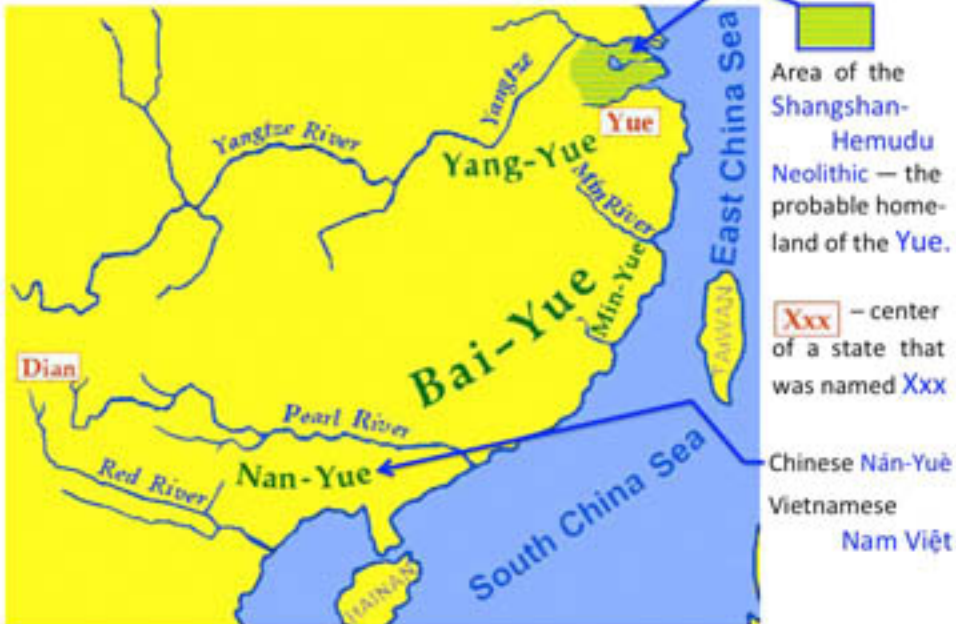 Yangtze River
Yangtze
Yue
Yang-Yue
Min River
East China Sea
Min-Yue
Bai-Yue
TAIWAN
Dian
Pearl River
Nan-Yue
Red River
South China Sea
HAINAN
Area of the
Shangshan-
Hemudu
Neolithic — the
probable home-
land of the Yue.
Xxx – center
of a state that
was named Xxx
Chinese Nán-Yuè
Vietnamese
Nam Việt